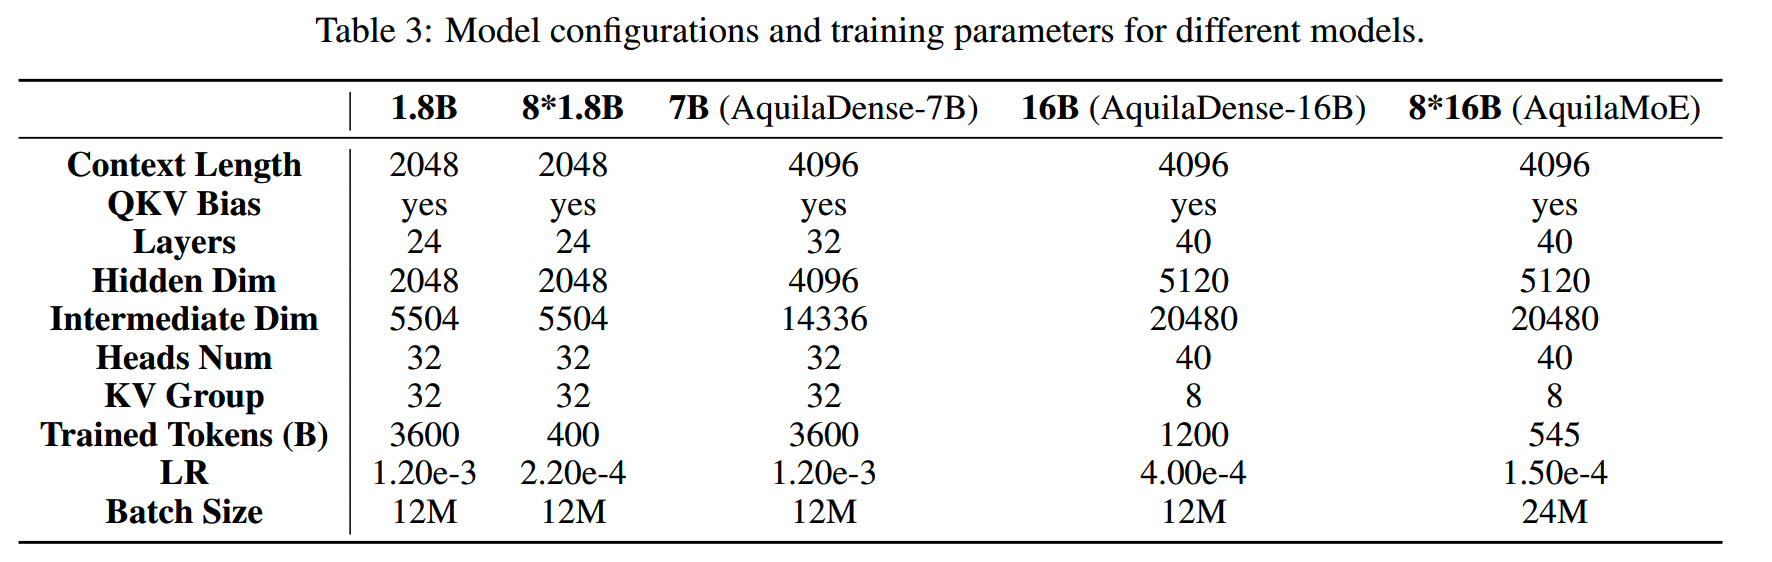 Table 3: Model configurations and training parameters for different models.
1.8B 8*1.8B 7B (AquilaDense-7B) 16B (AquilaDense-16B) 8*16B (AquilaMoE)
Context Length 2048 2048 4096 4096 4096
QKV Bias yes yes yes yes yes
Layers 24 24 32 40 40
Hidden Dim 2048 2048 4096 5120 5120
Intermediate Dim 5504 5504 14336 20480 20480
Heads Num 32 32 32 40 40
KV Group 32 32 32 8 8
Trained Tokens (B) 3600 400 3600 1200 545
LR 1.20e-3 2.20e-4 1.20e-3 4.00e-4 1.50e-4
Batch Size 12M 12M 12M 12M 24M